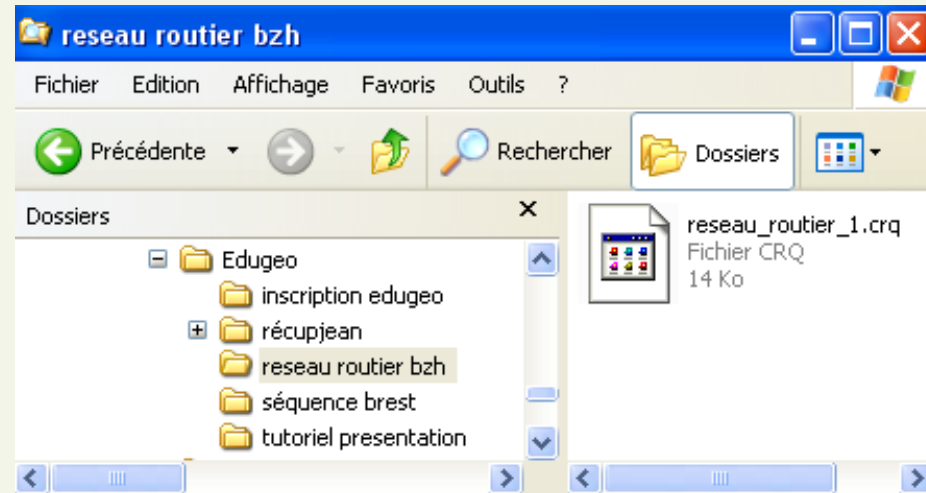 reseau routier bzh
Fichier Edition Affichage Favoris Outils ?
Précédente Rechercher Dossiers
Dossiers
Edugeo
inscription edugeo
récupjean
reseau routier bzh
séquence brest
tutoriel presentation
reseau_routier_1.crq
Fichier CRQ
14 Ko